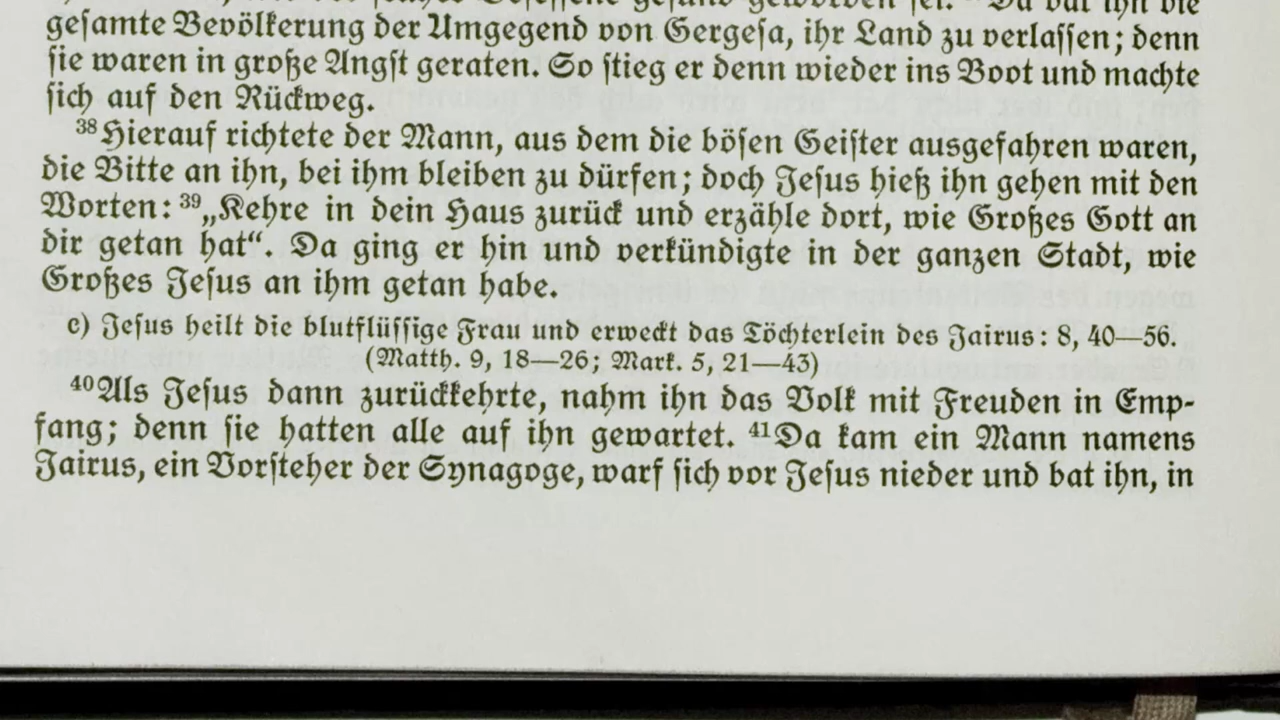 gesamte Bevölkerung der Umgegend von Gergesa, ihr Land zu verlassen; denn
sie waren in große Angst geraten. So stieg er denn wieder ins Boot und machte
sich auf den Rückweg.
³⁸Hierauf richtete der Mann, aus dem die bösen Geister ausgefahren waren,
die Bitte an ihn, bei ihm bleiben zu dürfen; doch Jesus hieß ihn gehen mit den
Worten: ³⁹„Kehre in dein Haus zurück und erzähle dort, wie Großes Gott an
dir getan hat“. Da ging er hin und verkündigte in der ganzen Stadt, wie
Großes Jesus an ihm getan habe.
c) Jesus heilt die blutflüssige Frau und erweckt das Töchterlein des Jairus: 8, 40—56.
(Matth. 9, 18—26; Mark. 5, 21—43)
⁴⁰Als Jesus dann zurückkehrte, nahm ihn das Volk mit Freuden in Emp-
fang; denn sie hatten alle auf ihn gewartet. ⁴¹Da kam ein Mann namens
Jairus, ein Vorsteher der Synagoge, warf sich vor Jesus nieder und bat ihn, in